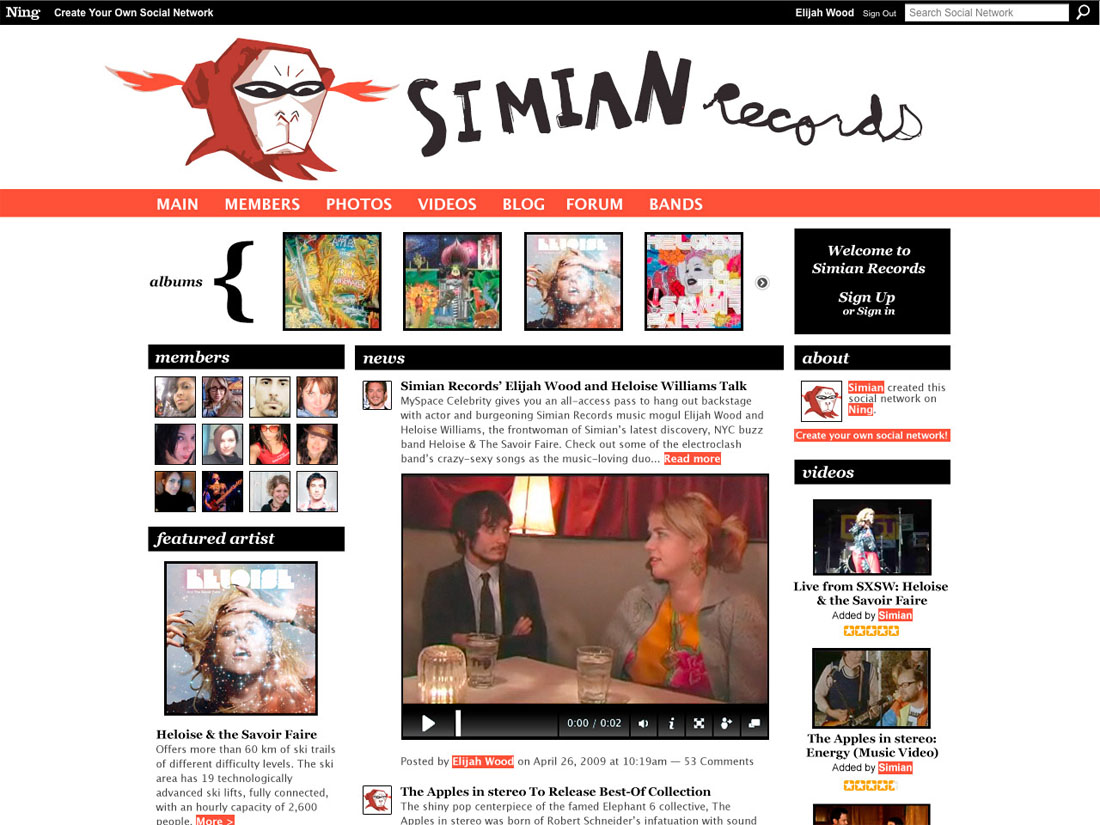 Ning Create Your Own Social Network Elijah Wood Sign Out Search Social Network
SIMIAN records
MAIN MEMBERS PHOTOS VIDEOS BLOG FORUM BANDS
albums {
HELOISE
Welcome to
Simian Records
Sign Up
or Sign in
members
featured artist
HELOISE
Heloise & the Savoir Faire
Offers more than 60 km of ski trails
of different difficulty levels. The ski
area has 19 technologically
advanced ski lifts, fully connected,
with an hourly capacity of 2,600
people. More >
news
Simian Records’ Elijah Wood and Heloise Williams Talk
MySpace Celebrity gives you an all-access pass to hang out backstage
with actor and burgeoning Simian Records music mogul Elijah Wood and
Heloise Williams, the frontwoman of Simian’s latest discovery, NYC buzz
band Heloise & The Savoir Faire. Check out some of the electroclash
band’s crazy-sexy songs as the music-loving duo... Read more
0:00 / 0:02
Posted by Elijah Wood on April 26, 2009 at 10:19am — 53 Comments
The Apples in stereo To Release Best-Of Collection
The shiny pop centerpiece of the famed Elephant 6 collective, The
Apples in stereo was born of Robert Schneider’s infatuation with sound
about
Simian created this
social network on
Ning.
Create your own social network!
videos
Live from SXSW: Heloise
& the Savoir Faire
Added by Simian
The Apples in stereo:
Energy (Music Video)
Added by Simian